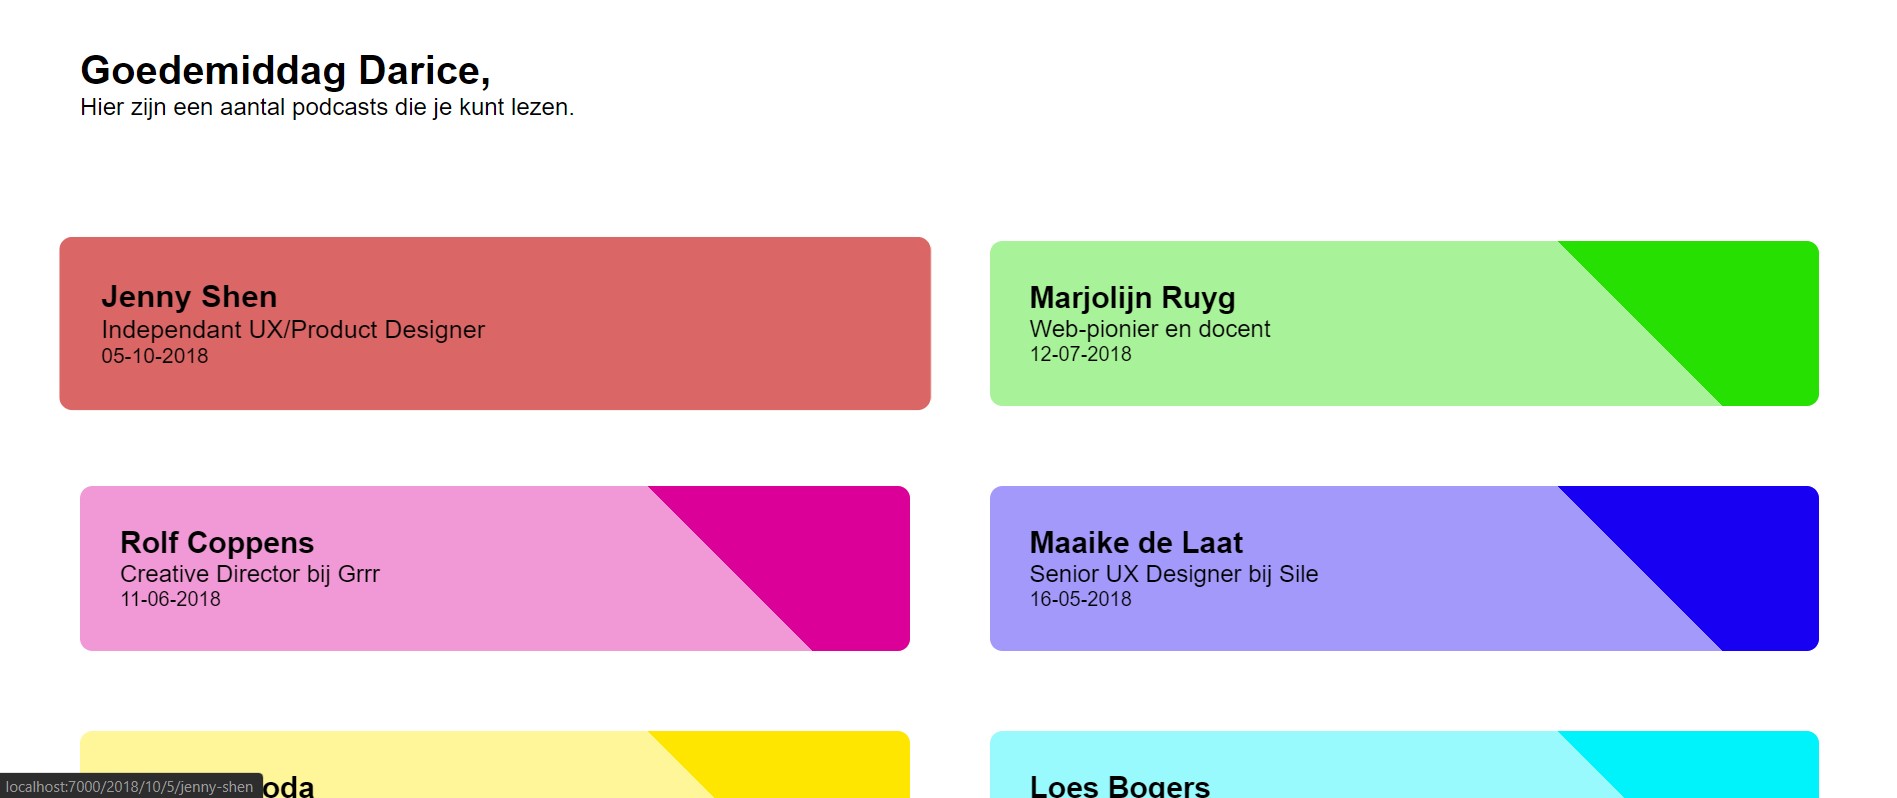 Goedemiddag Darice,
Hier zijn een aantal podcasts die je kunt lezen.
Jenny Shen
Independant UX/Product Designer
05-10-2018
Marjolijn Ruyg
Web-pionier en docent
12-07-2018
Rolf Coppens
Creative Director bij Grrr
11-06-2018
Maaike de Laat
Senior UX Designer bij Sile
16-05-2018
Loes Bogers
localhost:7000/2018/10/5/jenny-shen